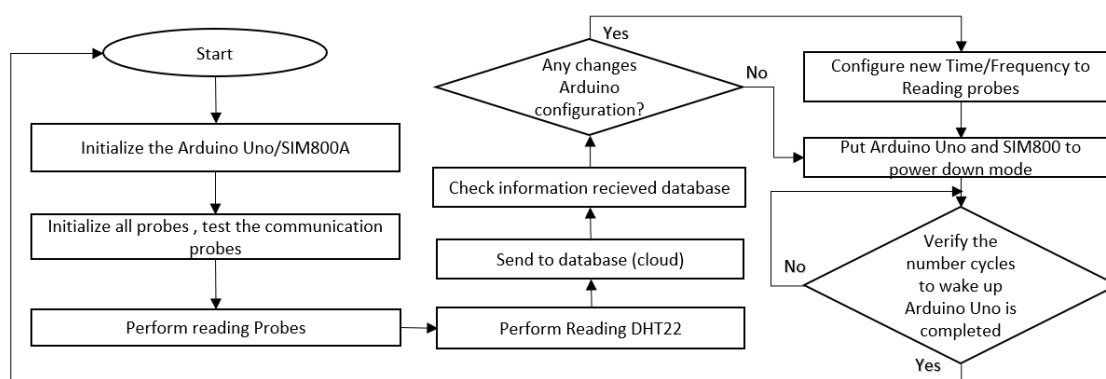 Start
Initialize the Arduino Uno/SIM800A
Initialize all probes , test the communication
probes
Perform reading Probes
Perform Reading DHT22
Send to database (cloud)
Check information recieved database
Any changes
Arduino
configuration?
Yes
No
Configure new Time/Frequency to
Reading probes
Put Arduino Uno and SIM800 to
power down mode
Verify the
number cycles
to wake up
Arduino Uno is
completed
No
Yes